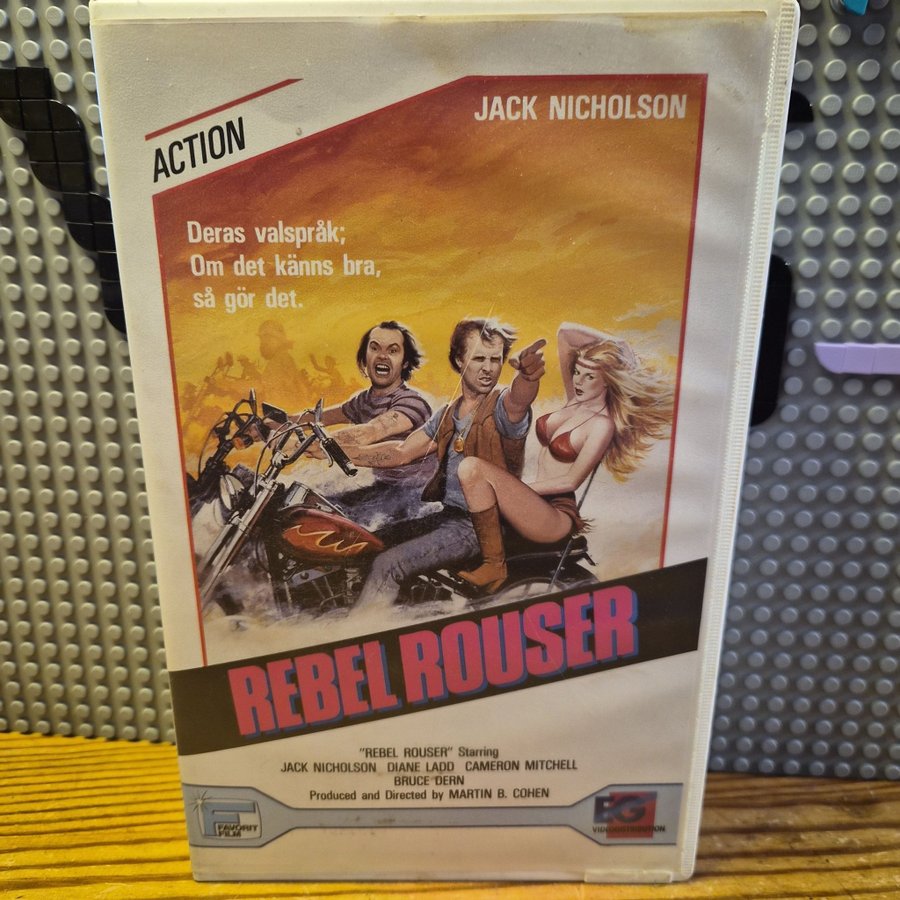 ACTION
JACK NICHOLSON
Deras valspråk;
Om det känns bra,
så gör det.
REBEL ROUSER
"REBEL ROUSER" Starring
JACK NICHOLSON DIANE LADD CAMERON MITCHELL
BRUCE DERN
Produced and Directed by MARTIN B. COHEN
F
FAVORIT
FILM
EG
VIDEODISTRIBUTION